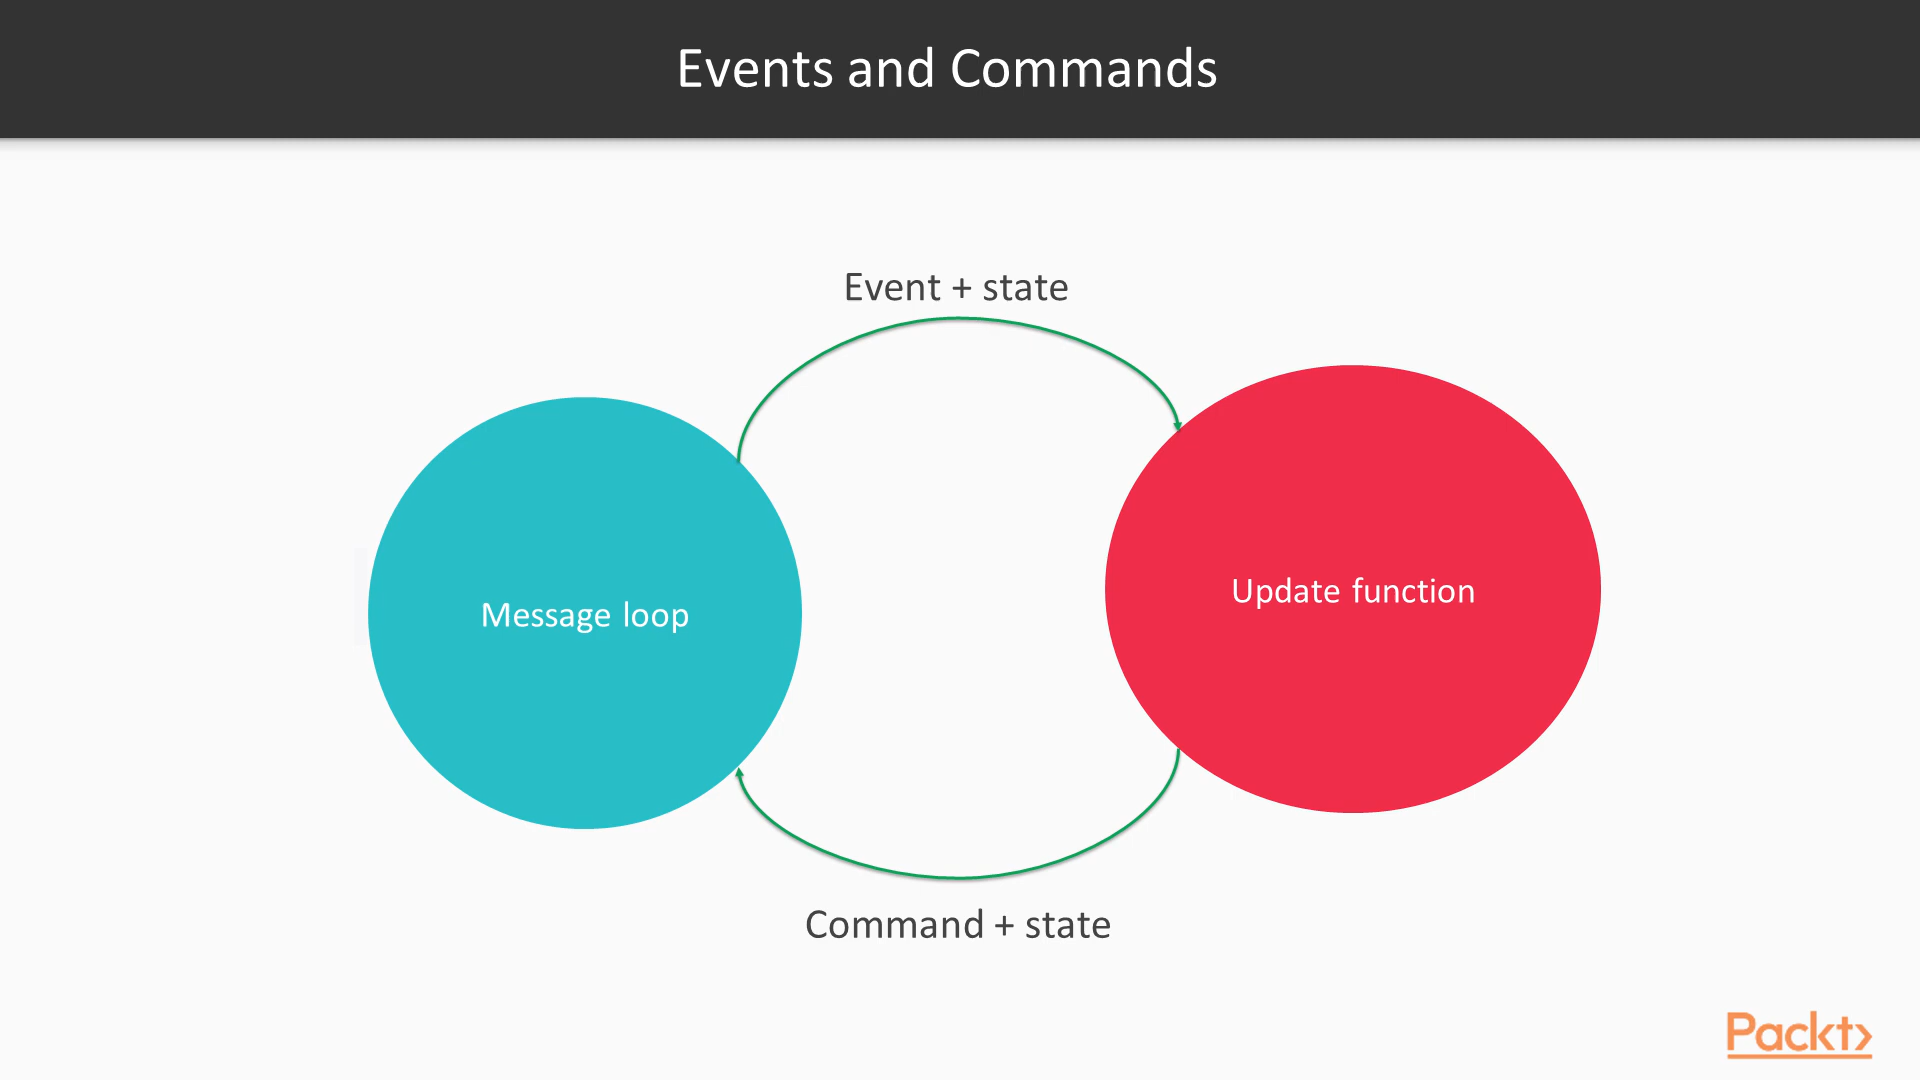 Events and Commands
Event + state
Message loop
Update function
Command + state
Packt>